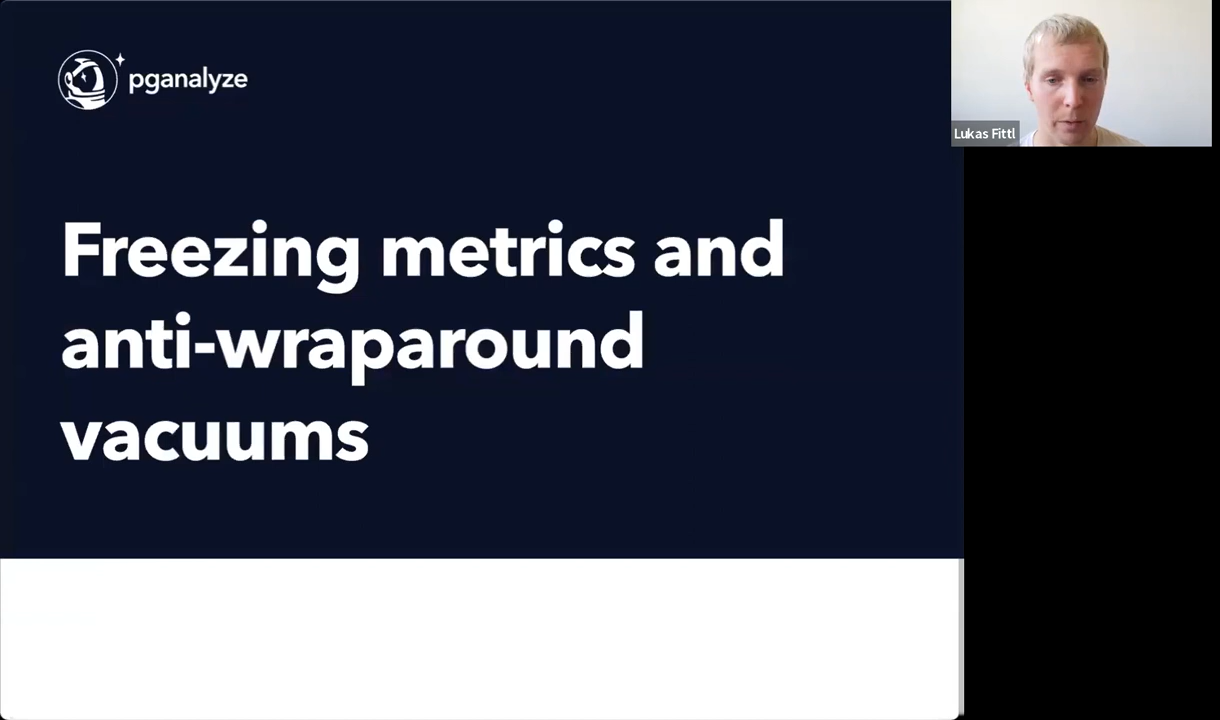 pganalyze
Freezing metrics and
anti-wraparound
vacuums
Lukas Fittl